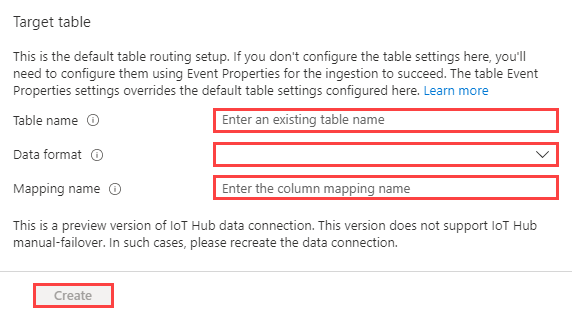 Target table
This is the default table routing setup. If you don't configure the table settings here, you'll
need to configure them using Event Properties for the ingestion to succeed. The table Event
Properties settings overrides the default table settings configured here. Learn more
Table name
Enter an existing table name
Data format
Mapping name
Enter the column mapping name
This is a preview version of IoT Hub data connection. This version does not support IoT Hub
manual-failover. In such cases, please recreate the data connection.
Create